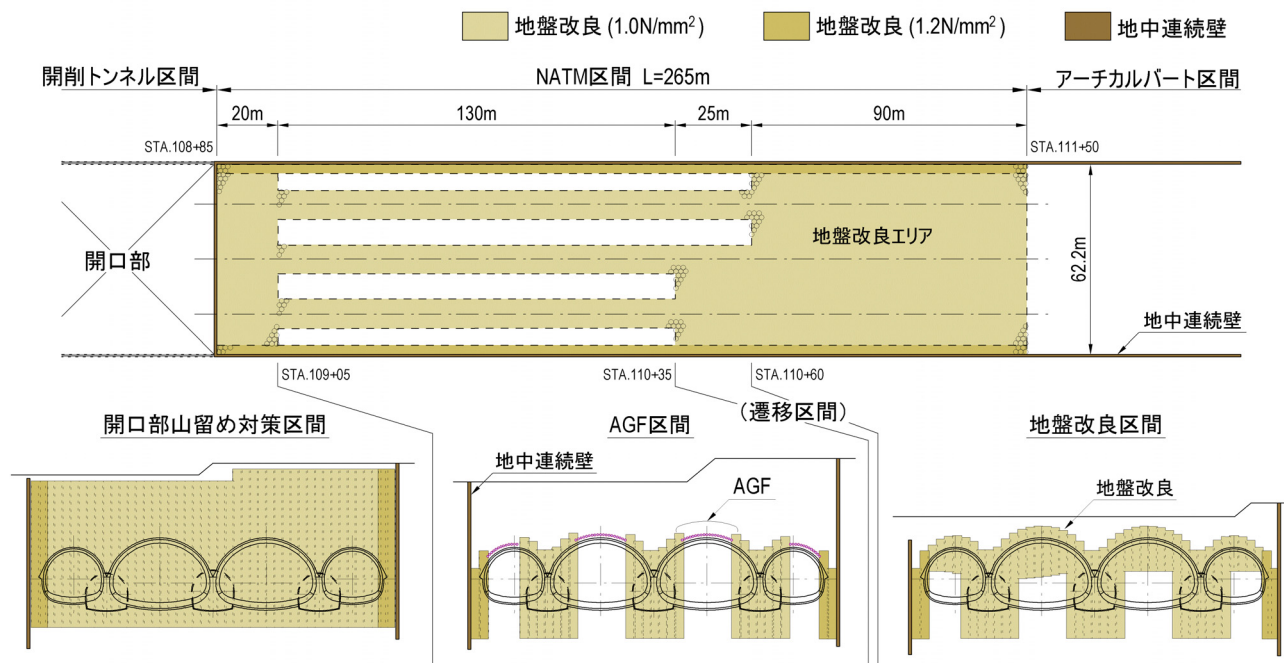 地盤改良 (1.0N/mm²)
地盤改良 (1.2N/mm²)
地中連続壁
開削トンネル区間
NATM区間 L=265m
アーチカルバート区間
20m
130m
25m
90m
STA.108+85
STA.111+50
開口部
地盤改良エリア
62.2m
地中連続壁
STA.109+05
STA.110+35
STA.110+60
(遷移区間)
開口部山留め対策区間
AGF区間
地盤改良区間
地中連続壁
AGF
地盤改良